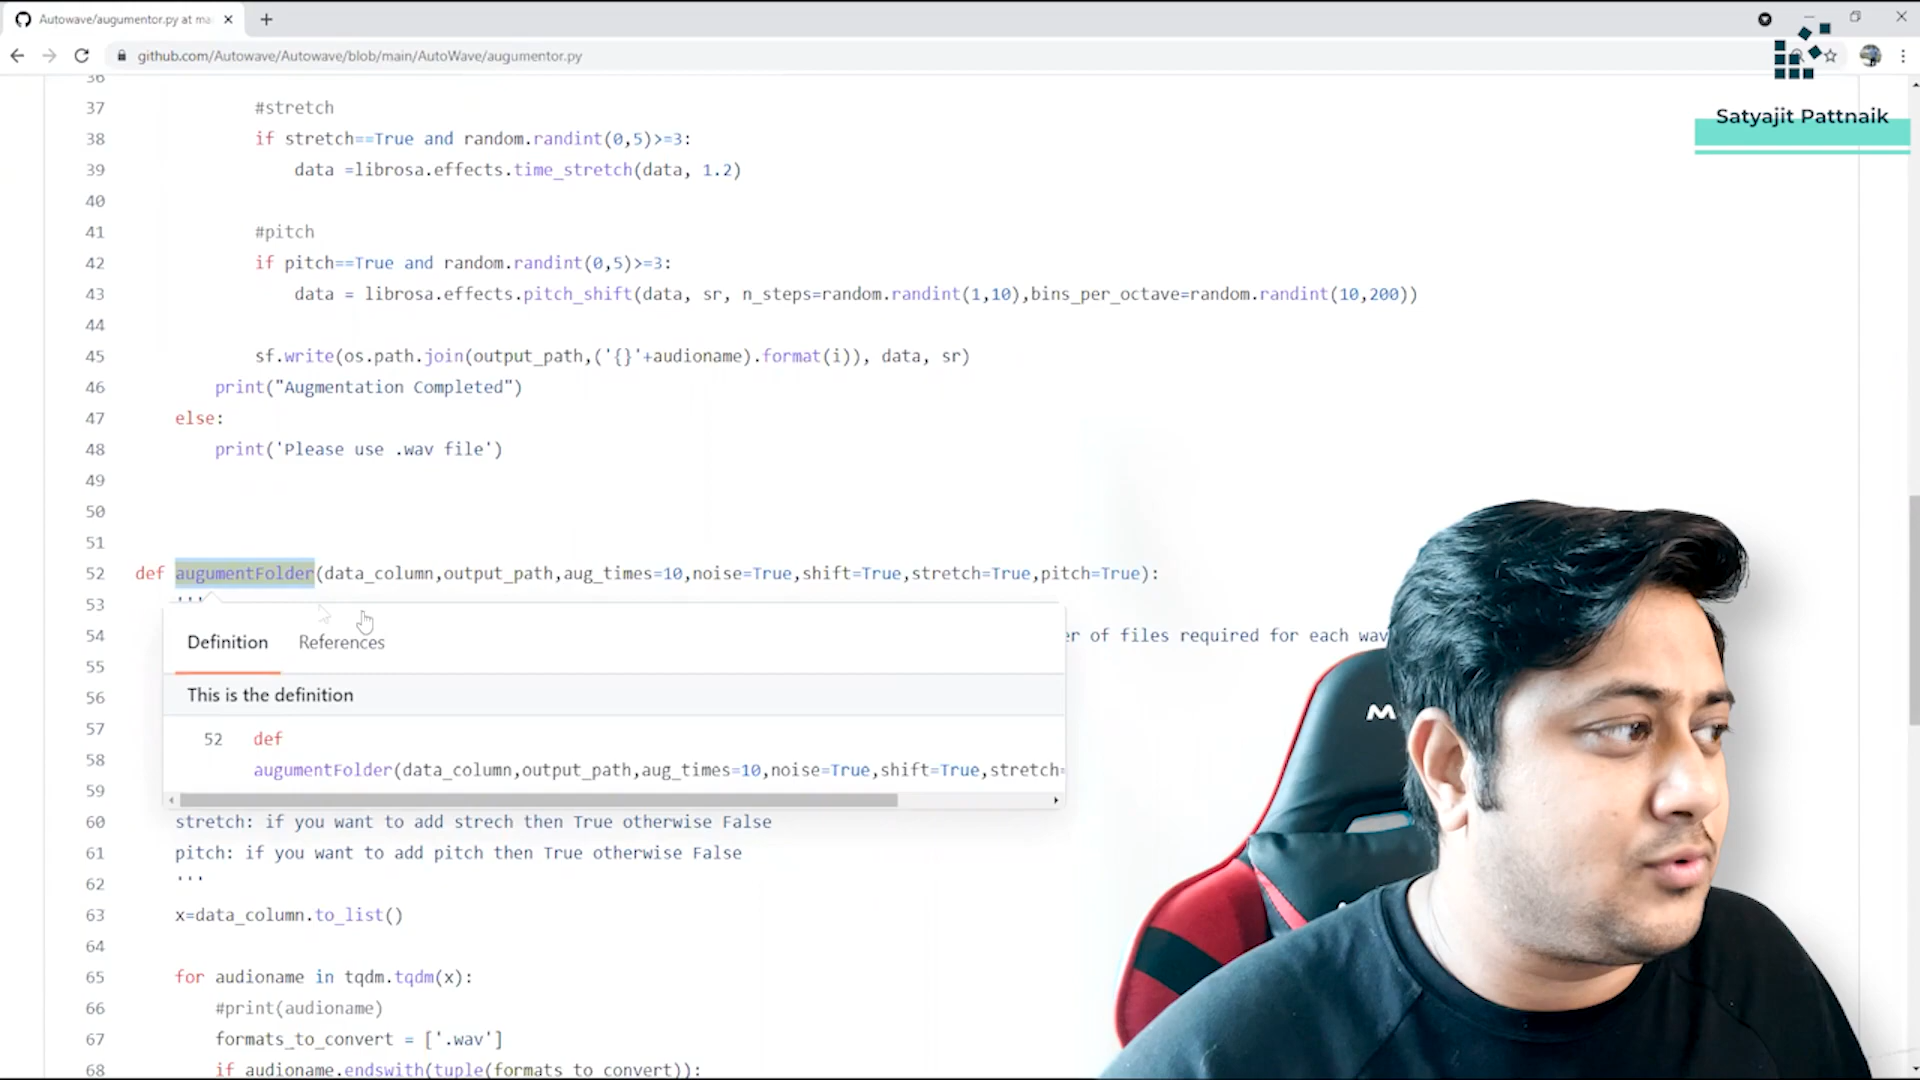 Autowave/augumentor.py at ma
github.com/Autowave/Autowave/blob/main/AutoWave/augumentor.py
Satyajit Pattnaik
36
37 #stretch
38 if stretch==True and random.randint(0,5)>=3:
39 data =librosa.effects.time_stretch(data, 1.2)
40
41 #pitch
42 if pitch==True and random.randint(0,5)>=3:
43 data = librosa.effects.pitch_shift(data, sr, n_steps=random.randint(1,10),bins_per_octave=random.randint(10,200))
44
45 sf.write(os.path.join(output_path,('{}'+audioname).format(i)), data, sr)
46 print("Augmentation Completed")
47 else:
48 print('Please use .wav file')
49
50
51
52 def augumentFolder(data_column,output_path,aug_times=10,noise=True,shift=True,stretch=True,pitch=True):
53 '''
54 er of files required for each wav
55
56
57
58
59
Definition References
This is the definition
52 def
augumentFolder(data_column,output_path,aug_times=10,noise=True,shift=True,stretch=
60 stretch: if you want to add strech then True otherwise False
61 pitch: if you want to add pitch then True otherwise False
62 '''
63 x=data_column.to_list()
64
65 for audioname in tqdm.tqdm(x):
66 #print(audioname)
67 formats_to_convert = ['.wav']
68 if audioname.endswith(tuple(formats_to_convert)):